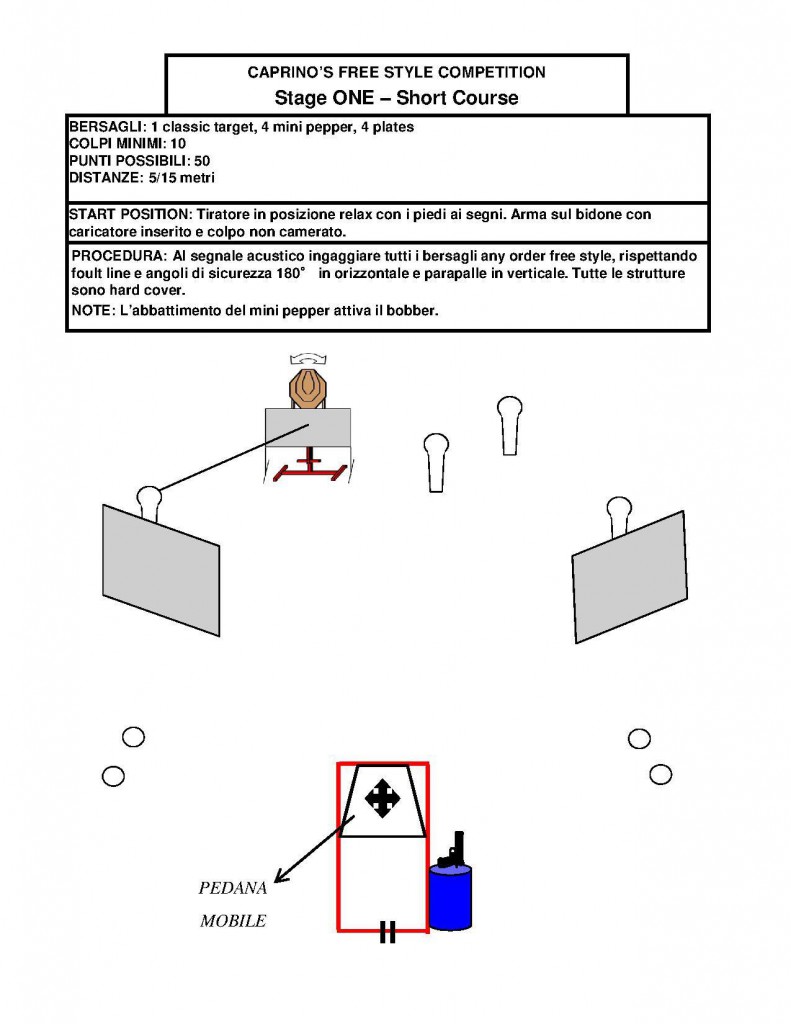 CAPRINO'S FREE STYLE COMPETITION
Stage ONE – Short Course
BERSAGLI: 1 classic target, 4 mini pepper, 4 plates
COLPI MINIMI: 10
PUNTI POSSIBILI: 50
DISTANZE: 5/15 metri
START POSITION: Tiratore in posizione relax con i piedi ai segni. Arma sul bidone con
caricatore inserito e colpo non camerato.
PROCEDURA: Al segnale acustico ingaggiare tutti i bersagli any order free style, rispettando
foult line e angoli di sicurezza 180° in orizzontale e parapalle in verticale. Tutte le strutture
sono hard cover.
NOTE: L'abbattimento del mini pepper attiva il bobber.
PEDANA
MOBILE